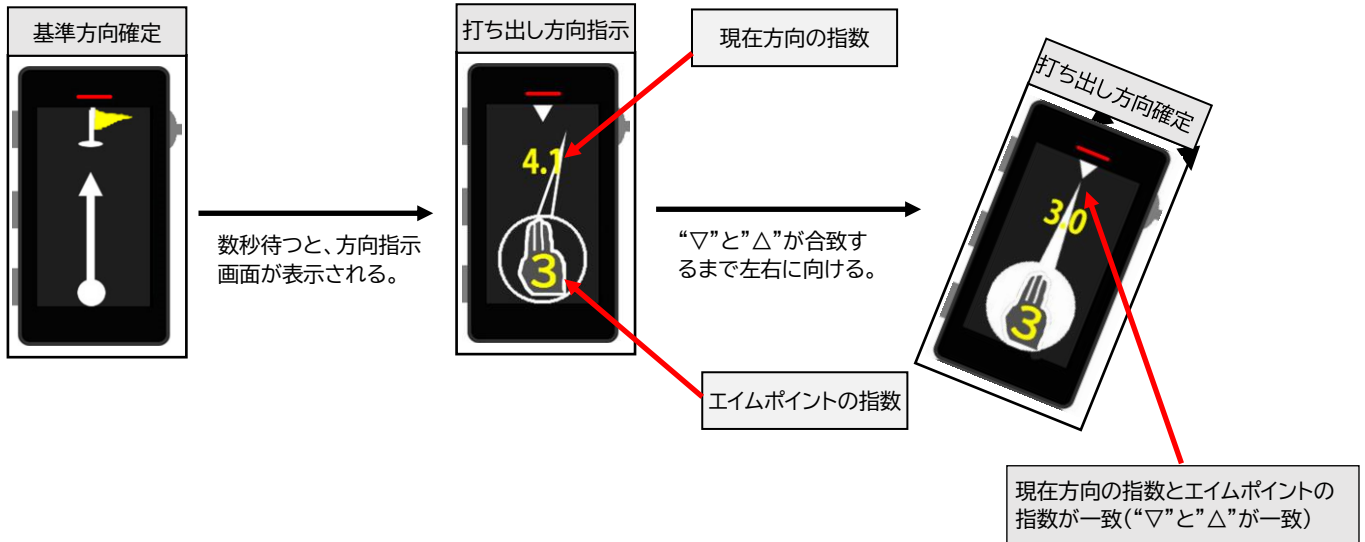 基準方向確定
打ち出し方向指示
現在方向の指数
打ち出し方向確定
4.1
3
3.0
3
数秒待つと、方向指示
画面が表示される。
“▽”と”△”が合致す
るまで左右に向ける。
エイムポイントの指数
現在方向の指数とエイムポイントの
指数が一致(“▽”と”△”が一致)